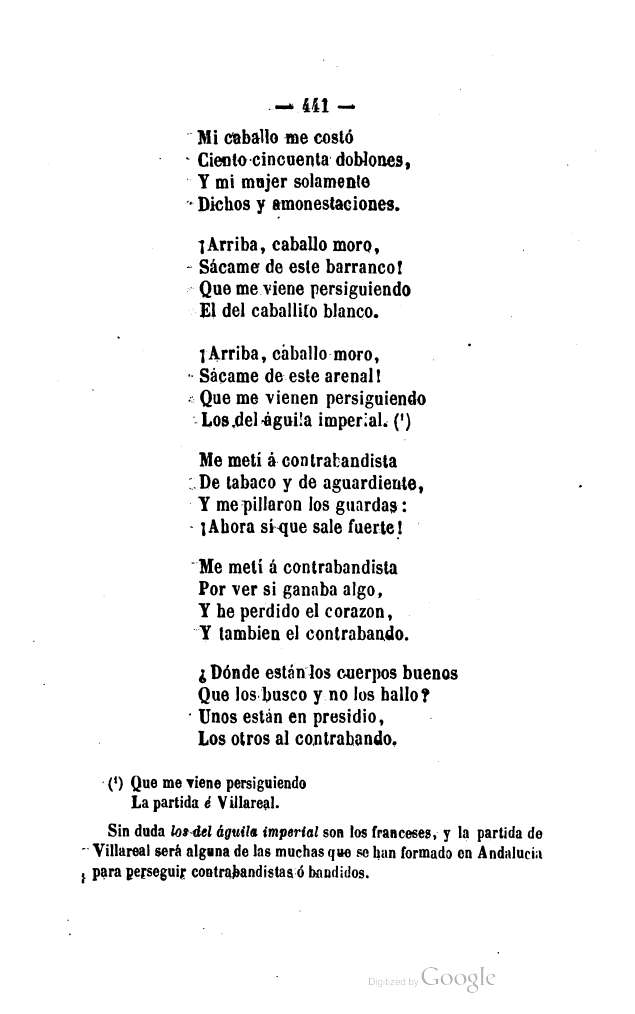 — 441 —
Mi caballo me costó
Ciento cincuenta doblones,
Y mi mujer solamente
Dichos y amonestaciones.
¡Arriba, caballo moro,
Sácame de este barranco!
Que me viene persiguiendo
El del caballito blanco.
¡Arriba, caballo moro,
Sácame de este arenal!
Que me vienen persiguiendo
Los del águila imperial. (¹)
Me metí á contrabandista
De tabaco y de aguardiente,
Y me pillaron los guardas:
¡Ahora sí que sale fuerte!
Me metí á contrabandista
Por ver si ganaba algo,
Y he perdido el corazon,
Y tambien el contrabando.
¿Dónde están los cuerpos buenos
Que los busco y no los hallo?
Unos están en presidio,
Los otros al contrabando.
(¹) Que me viene persiguiendo
La partida é Villareal.
Sin duda los del águila imperial son los franceses, y la partida de
Villareal será alguna de las muchas que se han formado en Andalucia
para perseguir contrabandistas ó bandidos.
Digitized by Google